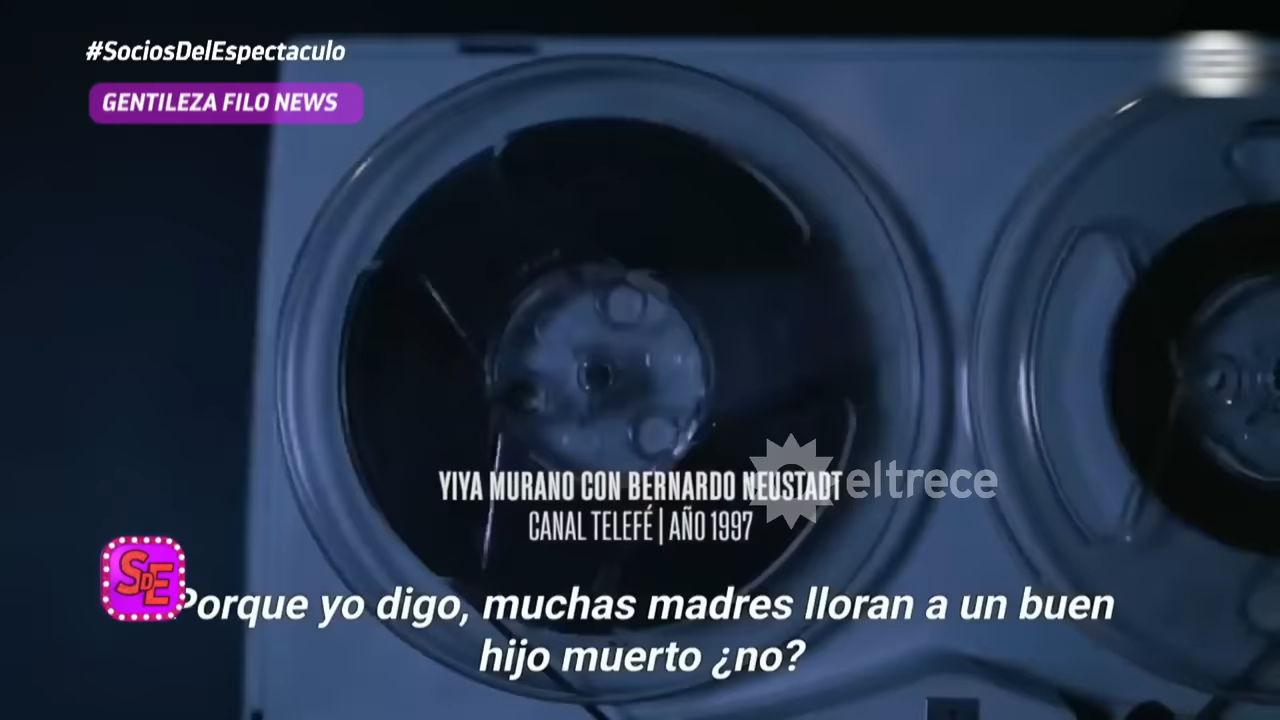 #SociosDelEspectaculo
GENTILEZA FILO NEWS
YIYA MURANO CON BERNARDO NEUSTADT
eltrece
CANAL TELEFÉ | AÑO 1997
SDE
Porque yo digo, muchas madres lloran a un buen
hijo muerto ¿no?